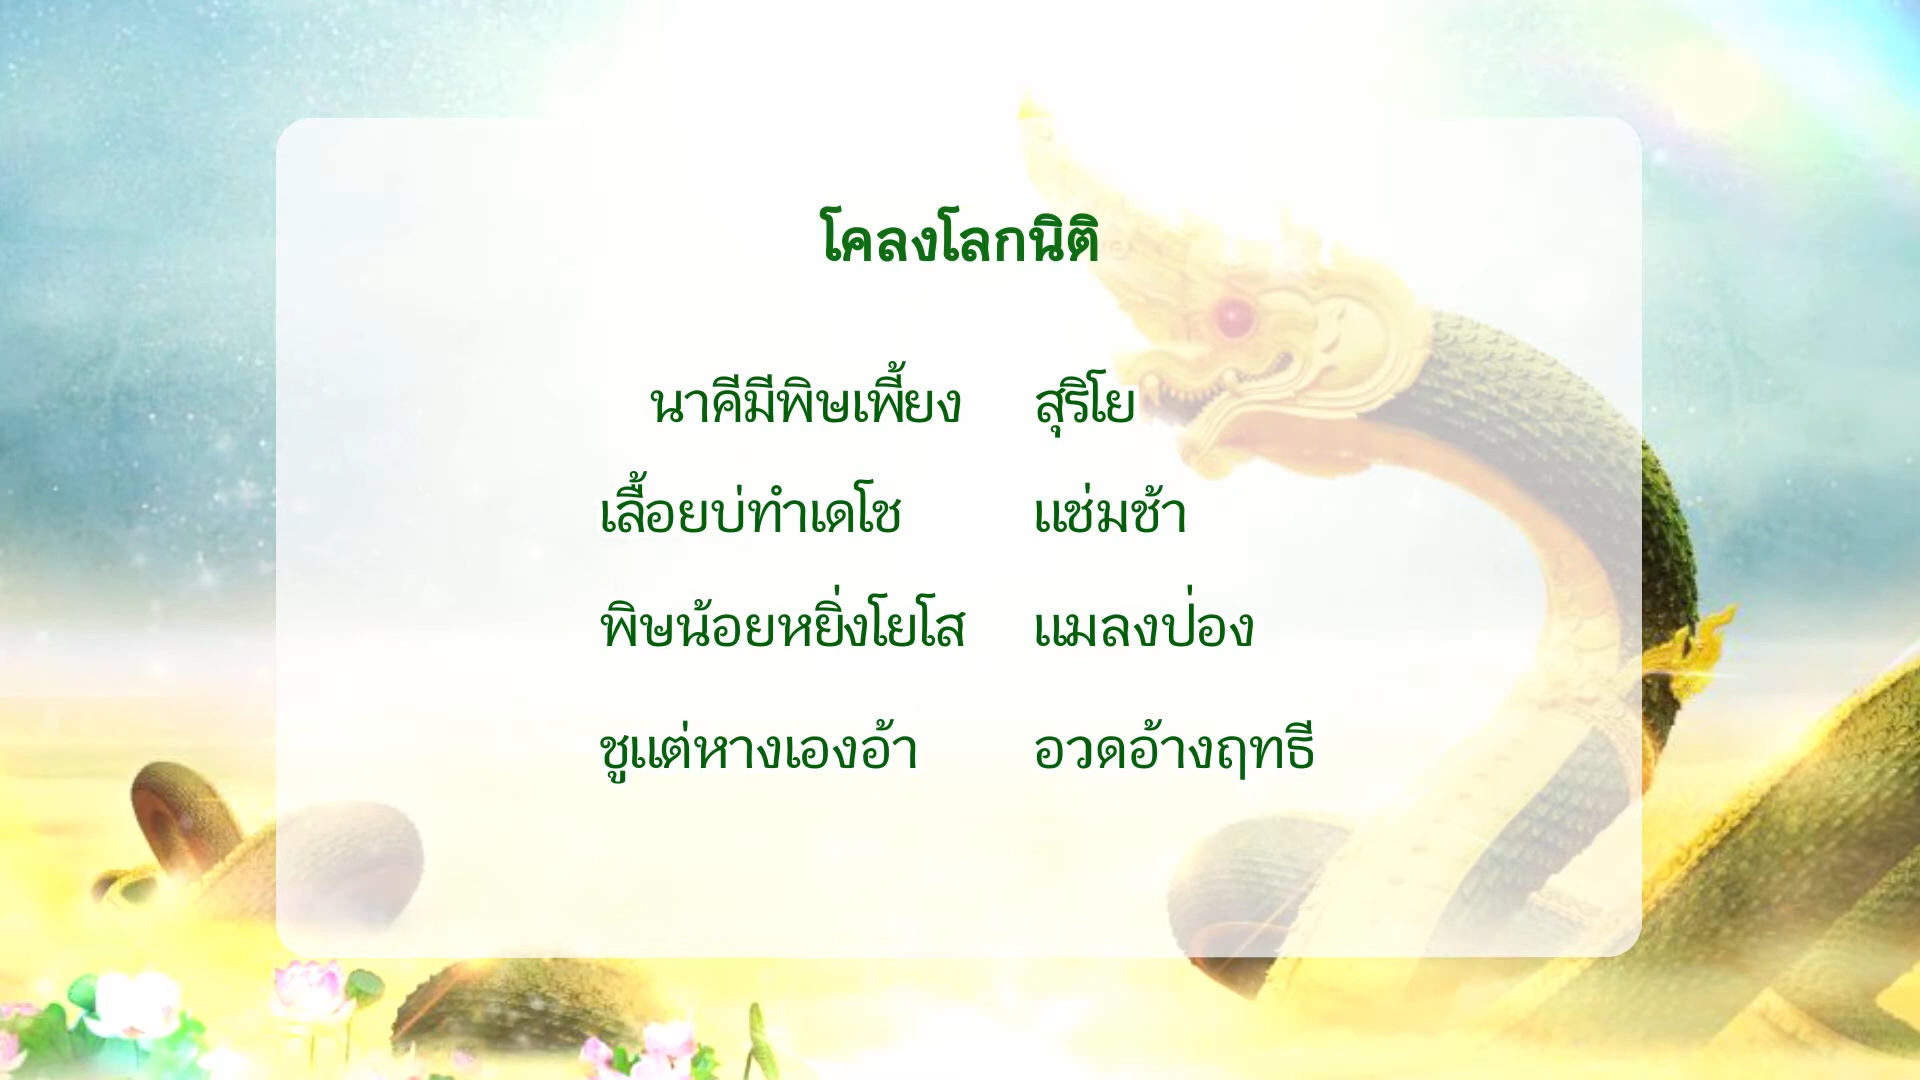 โคลงโลกนิติ
นาคีมีพิษเพี้ยง สุริโย
เลื้อยบ่ทำเดโช แช่มช้า
พิษน้อยหยิ่งโยโส แมลงป่อง
ชูแต่หางเองอ้า อวดอ้างฤทธี